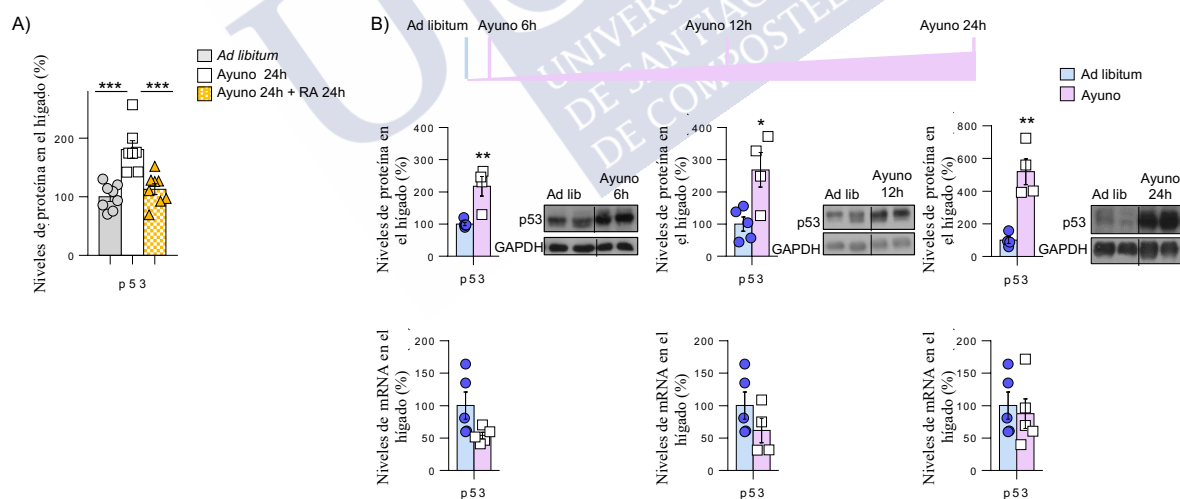 A)
Niveles de proteína en el hígado (%)
200
100
0
***
***
p53
Ad libitum
Ayuno 24h
Ayuno 24h + RA 24h
B)
Ad libitum
Ayuno 6h
Ayuno 12h
Ayuno 24h
UNIVERS
DE SANTIAG
DE COMPOSTEL
Ad libitum
Ayuno
Niveles de proteína en
el hígado (%)
400
300
200
100
0
**
p53
Ad lib
Ayuno
6h
p53
GAPDH
Niveles de proteína en
el hígado (%)
400
300
200
100
0
*
p53
Ad lib
Ayuno
12h
p53
GAPDH
Niveles de proteína en
el hígado (%)
800
600
400
200
0
**
p53
Ad lib
Ayuno
24h
p53
GAPDH
Niveles de mRNA en el
hígado (%)
200
150
100
50
0
p53
Niveles de mRNA en el
hígado (%)
200
150
100
50
0
p53
Niveles de mRNA en el
hígado (%)
200
150
100
50
0
p53